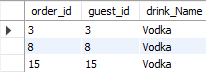 order_id guest_id drink_Name
3 3 Vodka
8 8 Vodka
15 15 Vodka